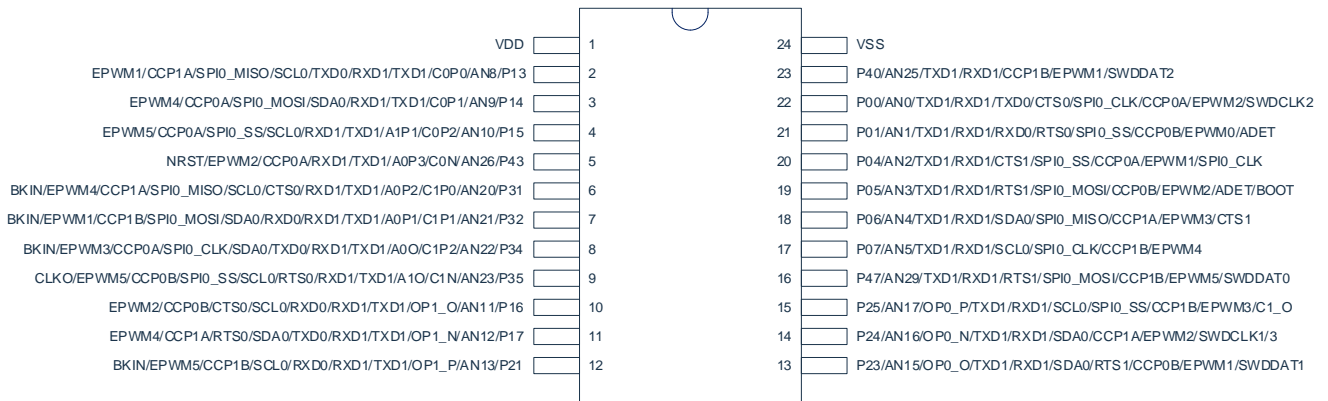 VDD 1 24 VSS
EPWM1/CCP1A/SPI0_MISO/SCL0/TXD0/RXD1/TXD1/C0P0/AN8/P13 2 23 P40/AN25/TXD1/RXD1/CCP1B/EPWM1/SWDDAT2
EPWM4/CCP0A/SPI0_MOSI/SDA0/RXD1/TXD1/C0P1/AN9/P14 3 22 P00/AN0/TXD1/RXD1/TXD0/CTS0/SPI0_CLK/CCP0A/EPWM2/SWDCLK2
EPWM5/CCP0A/SPI0_SS/SCL0/RXD1/TXD1/A1P1/C0P2/AN10/P15 4 21 P01/AN1/TXD1/RXD1/RXD0/RTS0/SPI0_SS/CCP0B/EPWM0/ADET
NRST/EPWM2/CCP0A/RXD1/TXD1/A0P3/C0N/AN26/P43 5 20 P04/AN2/TXD1/RXD1/CTS1/SPI0_SS/CCP0A/EPWM1/SPI0_CLK
BKIN/EPWM4/CCP1A/SPI0_MISO/SCL0/CTS0/RXD1/TXD1/A0P2/C1P0/AN20/P31 6 19 P05/AN3/TXD1/RXD1/RTS1/SPI0_MOSI/CCP0B/EPWM2/ADET/BOOT
BKIN/EPWM1/CCP1B/SPI0_MOSI/SDA0/RXD0/RXD1/TXD1/A0P1/C1P1/AN21/P32 7 18 P06/AN4/TXD1/RXD1/SDA0/SPI0_MISO/CCP1A/EPWM3/CTS1
BKIN/EPWM3/CCP0A/SPI0_CLK/SDA0/TXD0/RXD1/TXD1/A0O/C1P2/AN22/P34 8 17 P07/AN5/TXD1/RXD1/SCL0/SPI0_CLK/CCP1B/EPWM4
CLKO/EPWM5/CCP0B/SPI0_SS/SCL0/RTS0/RXD1/TXD1/A1O/C1N/AN23/P35 9 16 P47/AN29/TXD1/RXD1/RTS1/SPI0_MOSI/CCP1B/EPWM5/SWDDAT0
EPWM2/CCP0B/CTS0/SCL0/RXD0/RXD1/TXD1/OP1_O/AN11/P16 10 15 P25/AN17/OP0_P/TXD1/RXD1/SCL0/SPI0_SS/CCP1B/EPWM3/C1_O
EPWM4/CCP1A/RTS0/SDA0/TXD0/RXD1/TXD1/OP1_N/AN12/P17 11 14 P24/AN16/OP0_N/TXD1/RXD1/SDA0/CCP1A/EPWM2/SWDCLK1/3
BKIN/EPWM5/CCP1B/SCL0/RXD0/RXD1/TXD1/OP1_P/AN13/P21 12 13 P23/AN15/OP0_O/TXD1/RXD1/SDA0/RTS1/CCP0B/EPWM1/SWDDAT1